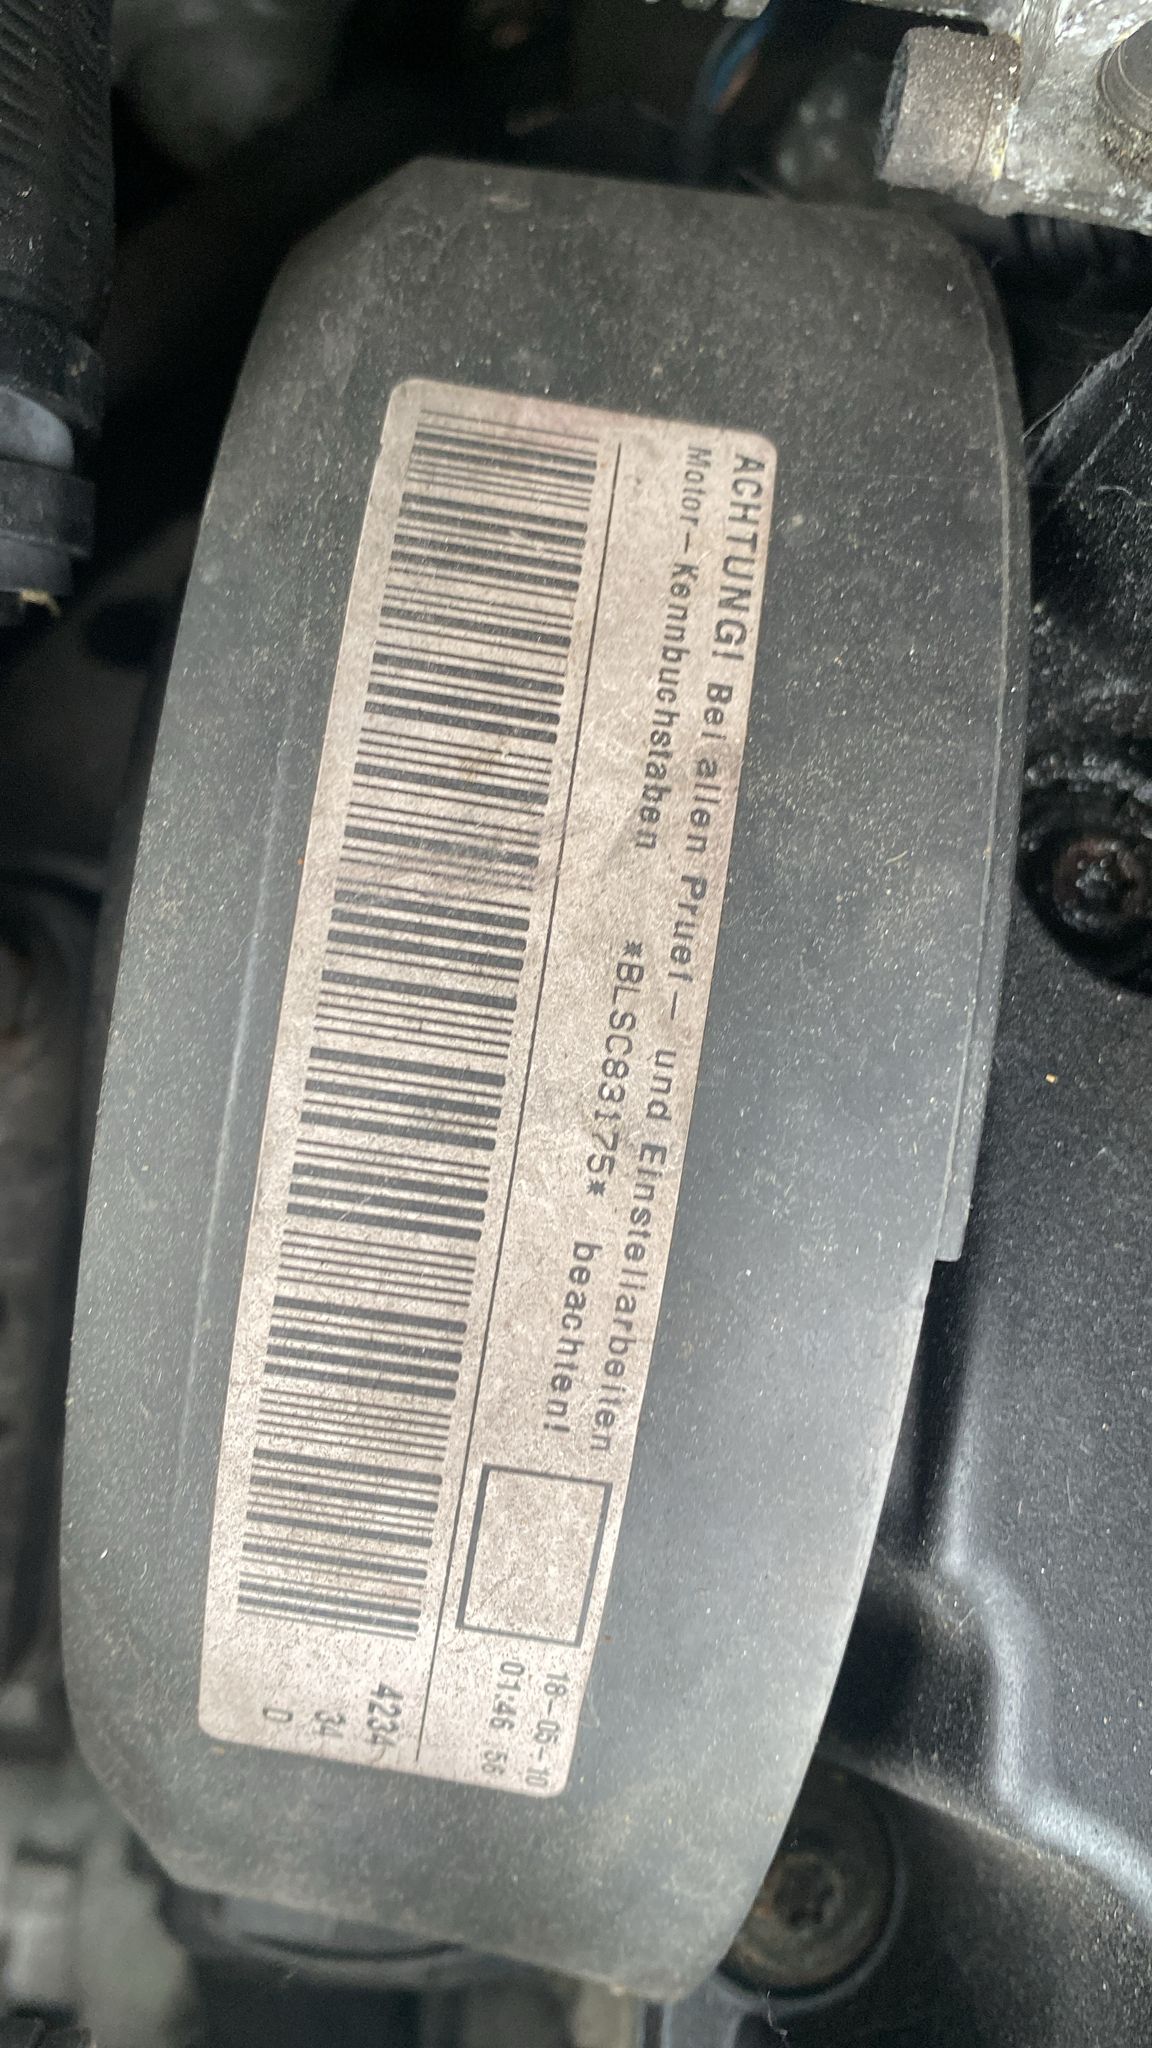 ACHTUNG! Bei allen Pruef- und Einstellarbeiten
Motor-Kennbuchstaben *BLSC83175* beachten!
18-05-10
01:46 56
4234
34
D